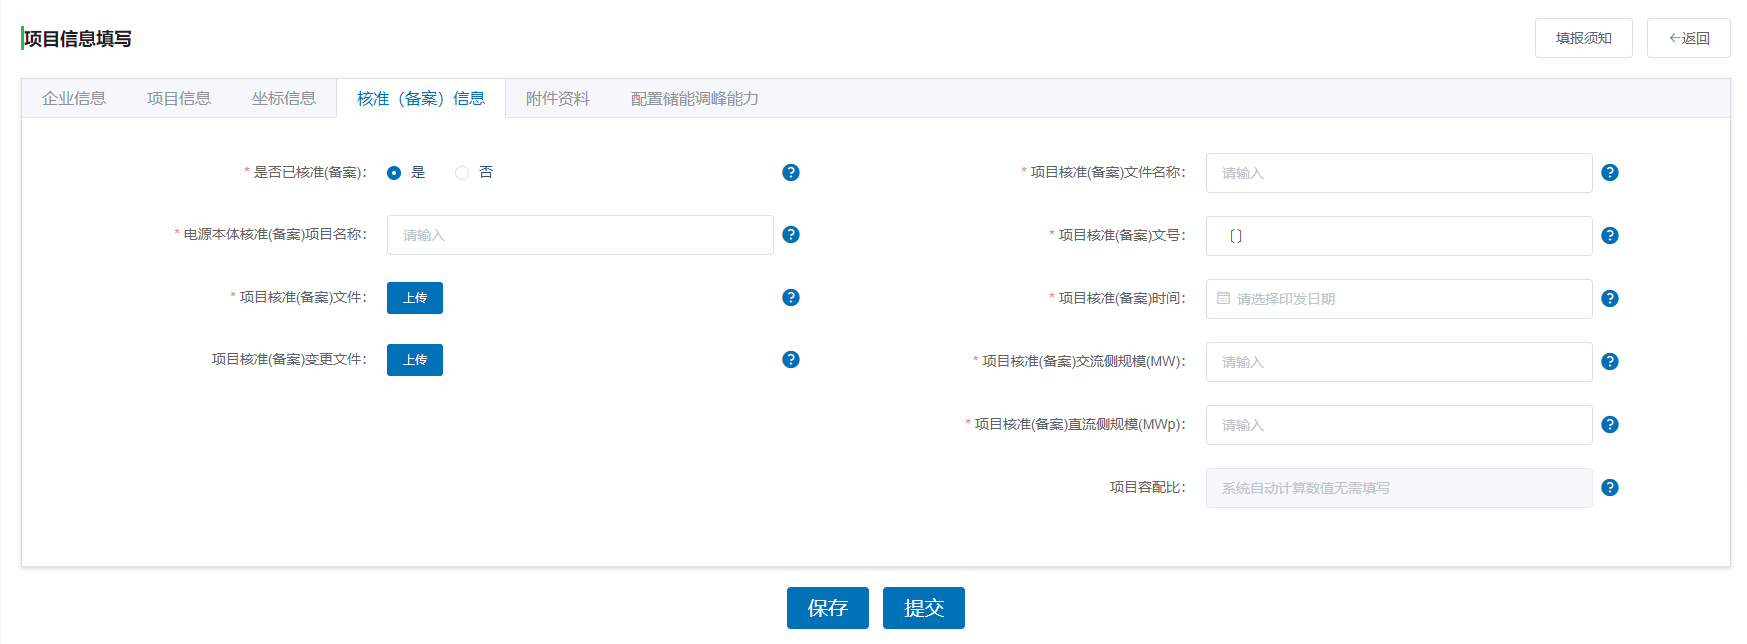 项目信息填写
填报须知
←返回
企业信息
项目信息
坐标信息
核准（备案）信息
附件资料
配置储能调峰能力
* 是否已核准(备案)：
是
否
?
* 项目核准(备案)文件名称：
请输入
?
* 电源本体核准(备案)项目名称：
请输入
?
* 项目核准(备案)文号：
〔〕
?
* 项目核准(备案)文件：
上传
?
* 项目核准(备案)时间：
请选择印发日期
?
项目核准(备案)变更文件：
上传
?
* 项目核准(备案)交流侧规模(MW)：
请输入
?
* 项目核准(备案)直流侧规模(MWp)：
请输入
?
项目容配比：
系统自动计算数值无需填写
?
保存
提交